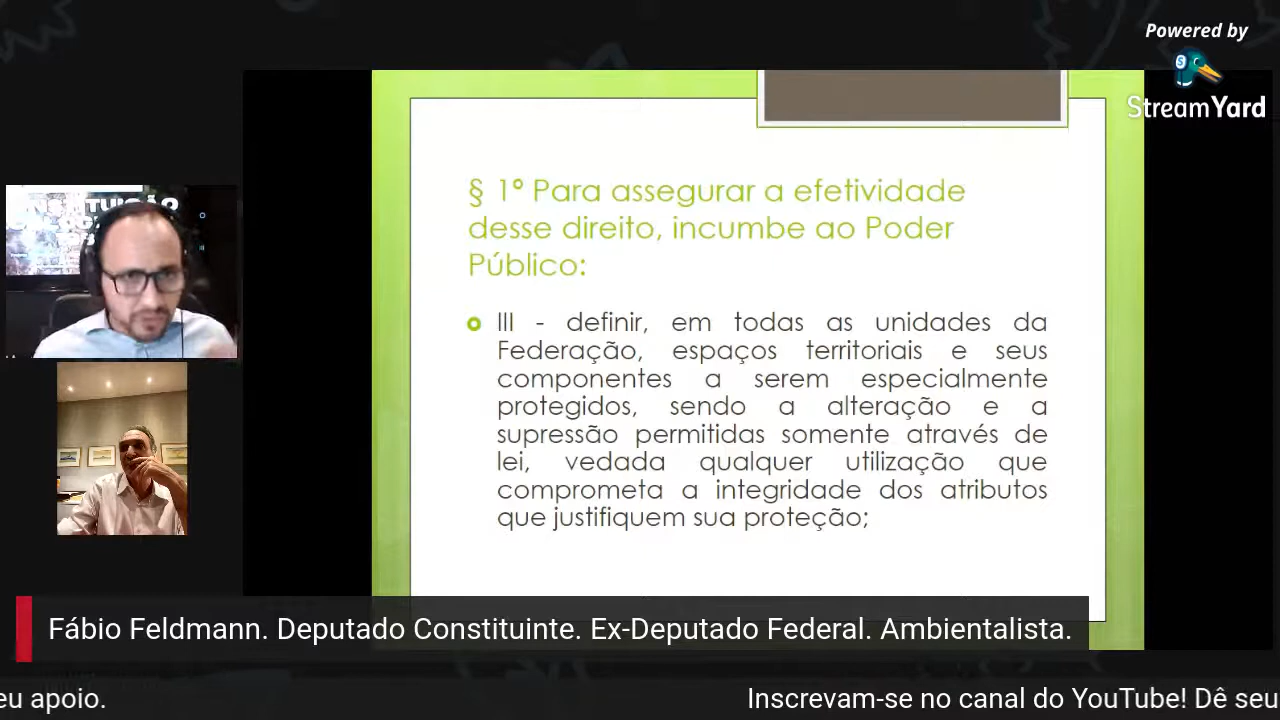 Powered by
StreamYard
§ 1º Para assegurar a efetividade
desse direito, incumbe ao Poder
Público:
III - definir, em todas as unidades da
Federação, espaços territoriais e seus
componentes a serem especialmente
protegidos, sendo a alteração e a
supressão permitidas somente através de
lei, vedada qualquer utilização que
comprometa a integridade dos atributos
que justifiquem sua proteção;
Fábio Feldmann. Deputado Constituinte. Ex-Deputado Federal. Ambientalista.
eu apoio.
Inscrevam-se no canal do YouTube! Dê seu